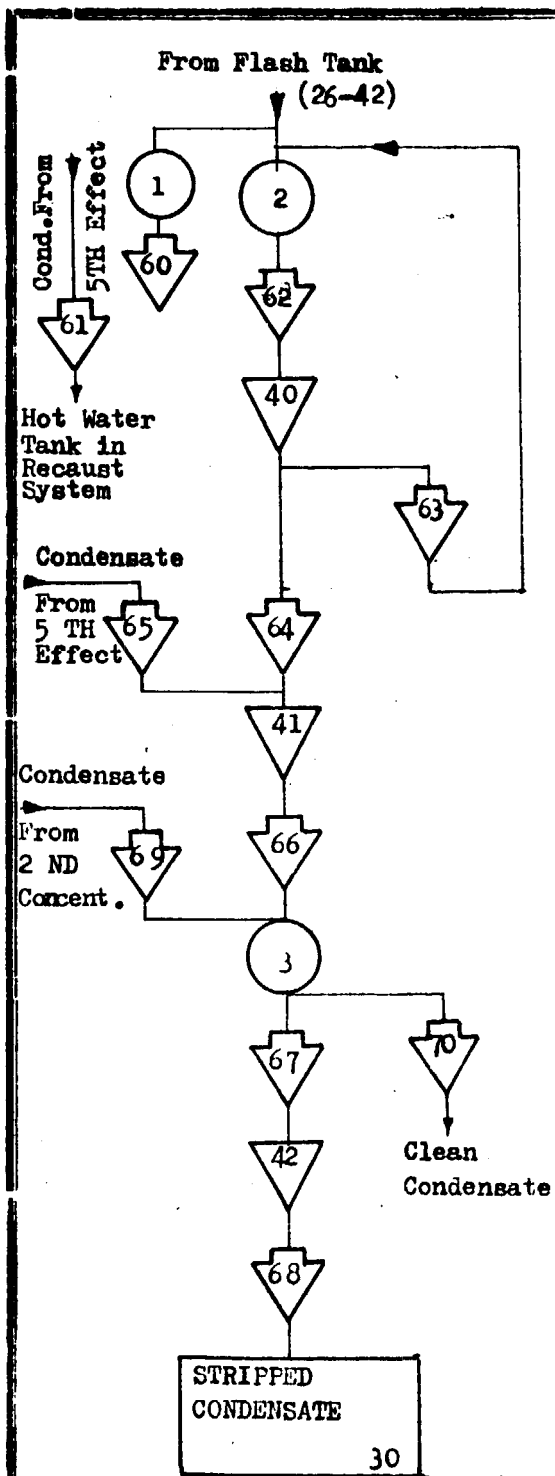 From Flash Tank
(26-42)
Cond.From
5TH Effect
1
2
60
62
61
40
Hot Water
Tank in
Recaust
System
63
Condensate
From
5 TH
Effect
65
64
41
Condensate
From
2 ND
Concent.
69
66
3
67
70
42
Clean
Condensate
68
STRIPPED
CONDENSATE
30